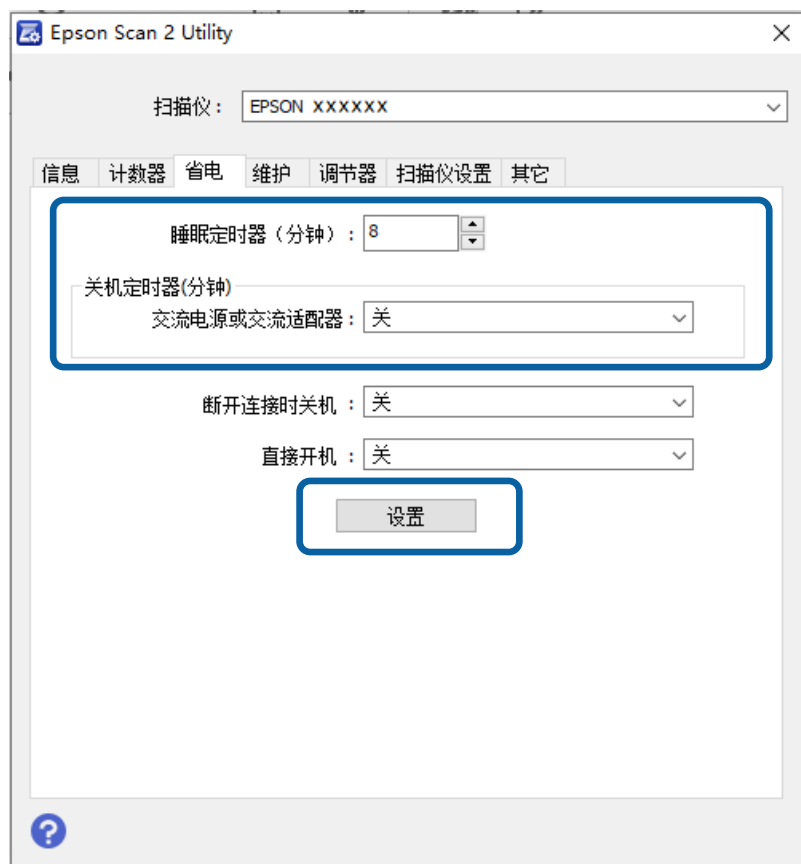 Epson Scan 2 Utility
扫描仪： EPSON XXXXXX
信息 计数器 省电 维护 调节器 扫描仪设置 其它
睡眠定时器（分钟）：8
关机定时器(分钟)
交流电源或交流适配器：关
断开连接时关机 ：关
直接开机 ：关
设置
?